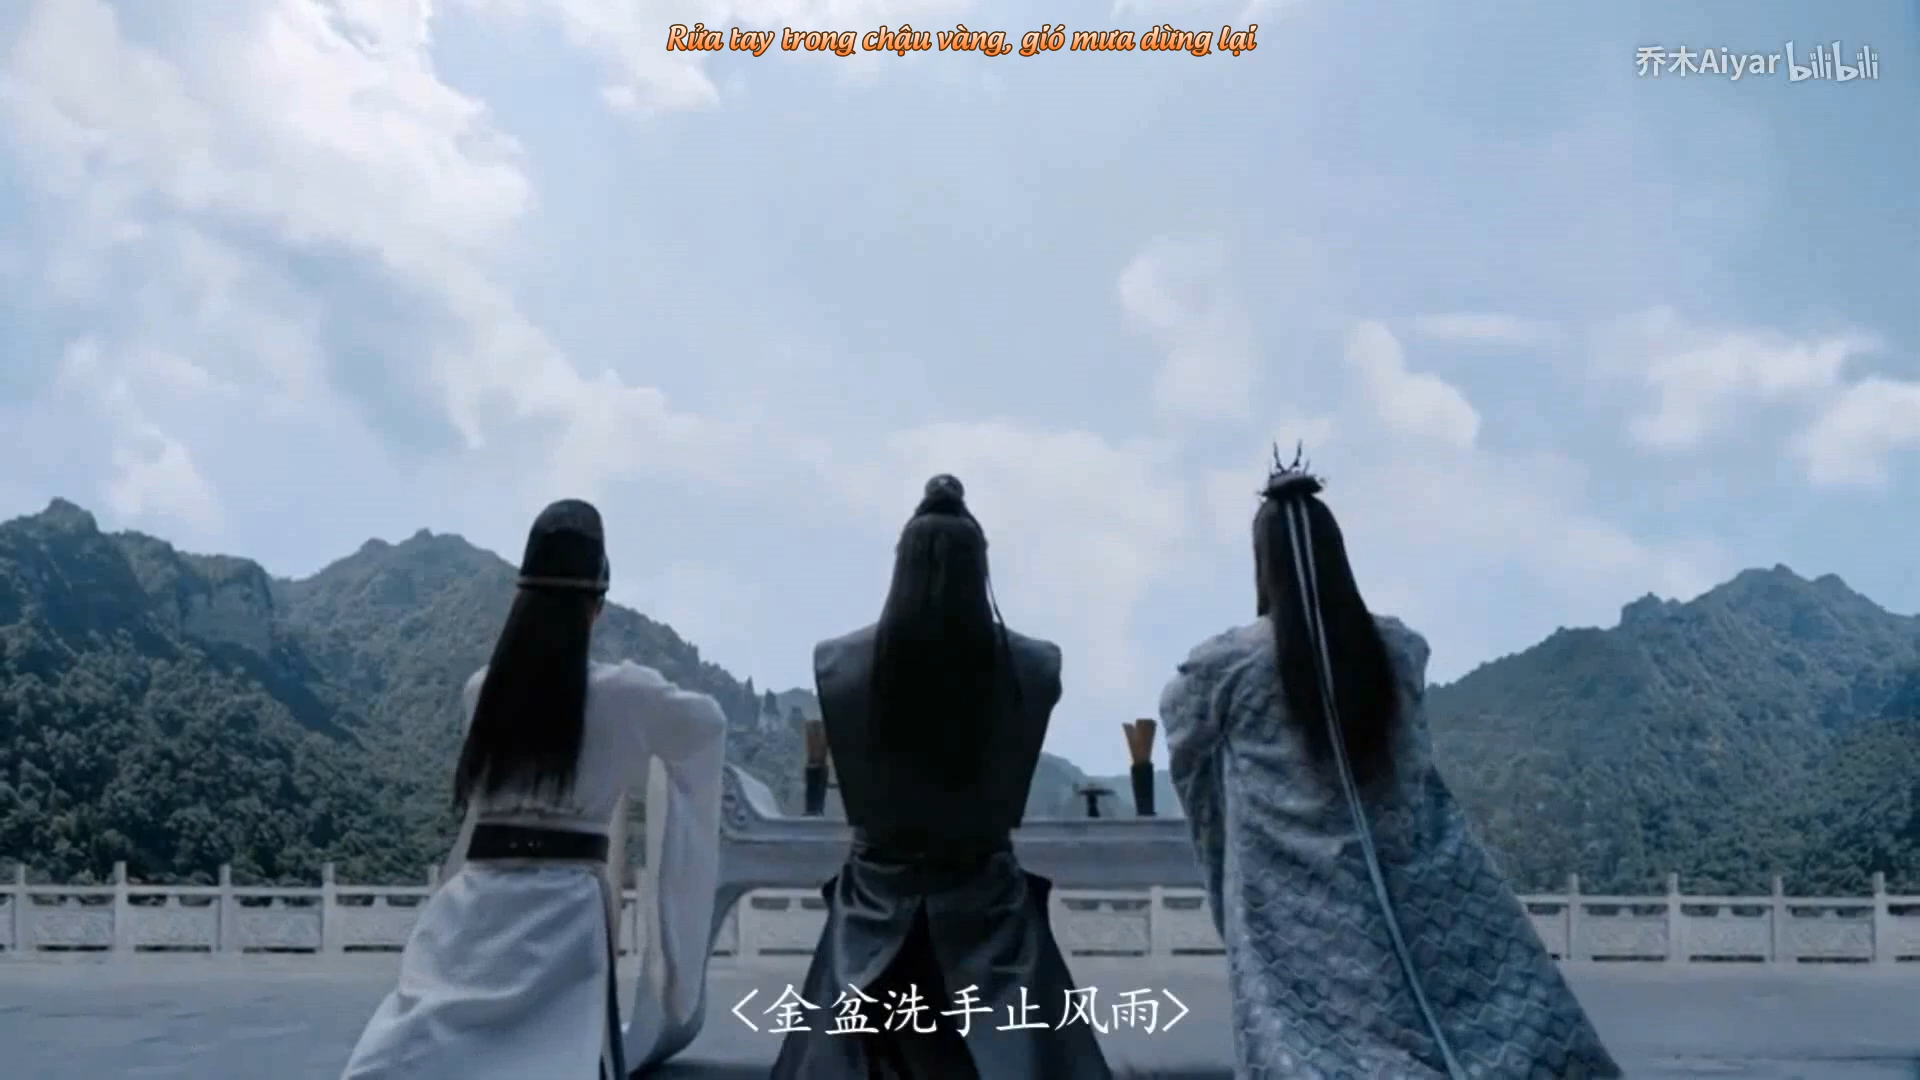 Rửa tay trong chậu vàng, gió mưa dừng lại
乔木Aiyar bilibili
<金盆洗手止风雨>